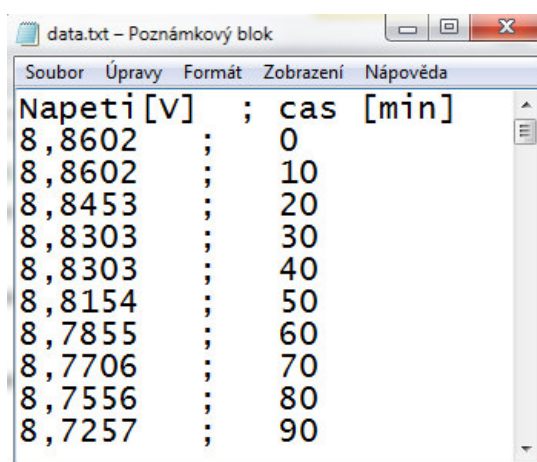 data.txt – Poznámkový blok
Soubor Úpravy Formát Zobrazení Nápověda
Napeti[V] ; cas [min]
8,8602 ; 0
8,8602 ; 10
8,8453 ; 20
8,8303 ; 30
8,8303 ; 40
8,8154 ; 50
8,7855 ; 60
8,7706 ; 70
8,7556 ; 80
8,7257 ; 90